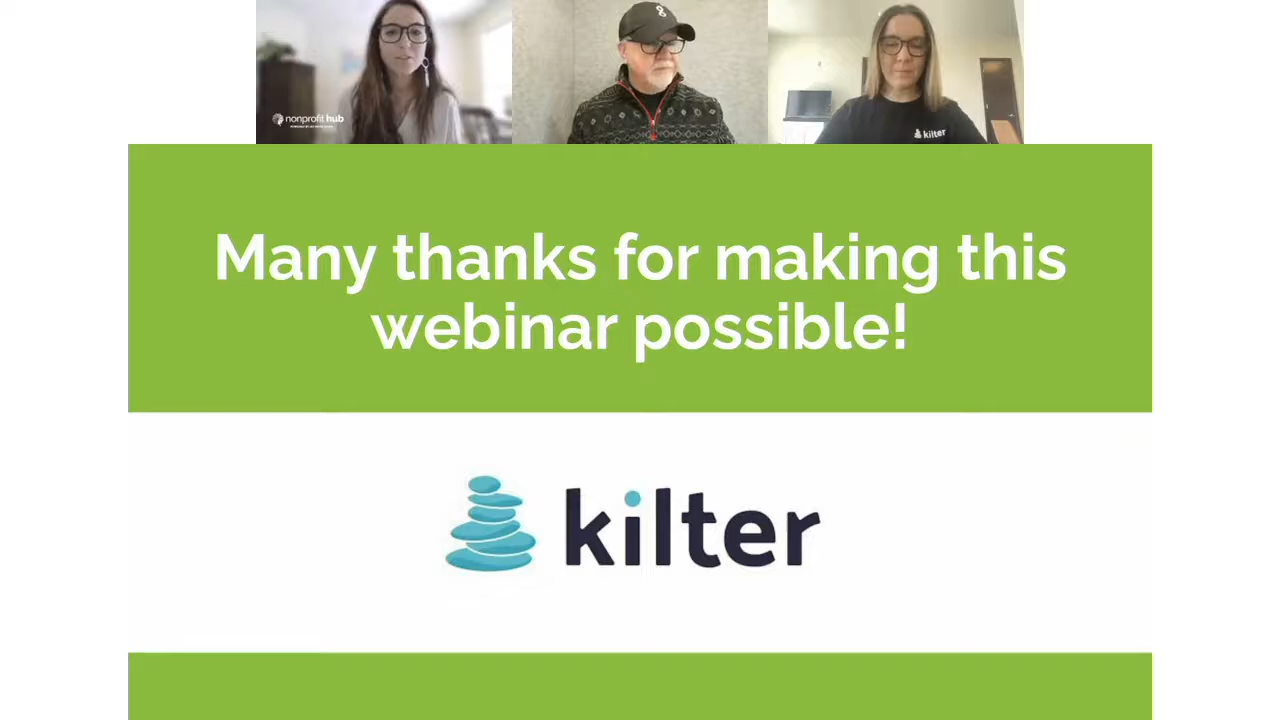 nonprofit hub
kilter
Many thanks for making this
webinar possible!
kilter